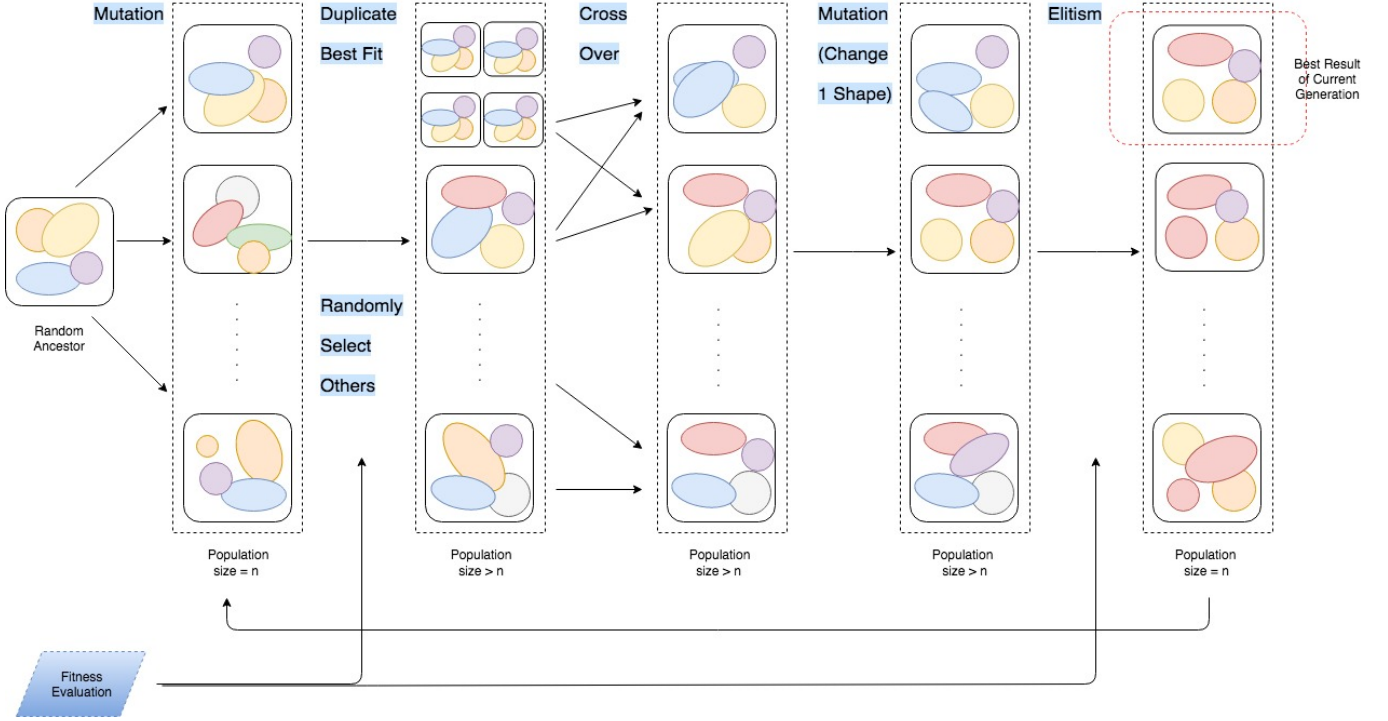 Mutation
Duplicate
Best Fit
Cross
Over
Mutation
(Change
1 Shape)
Elitism
Best Result
of Current
Generation
Random
Ancestor
Randomly
Select
Others
Population
size = n
Population
size > n
Population
size > n
Population
size > n
Population
size = n
Fitness
Evaluation